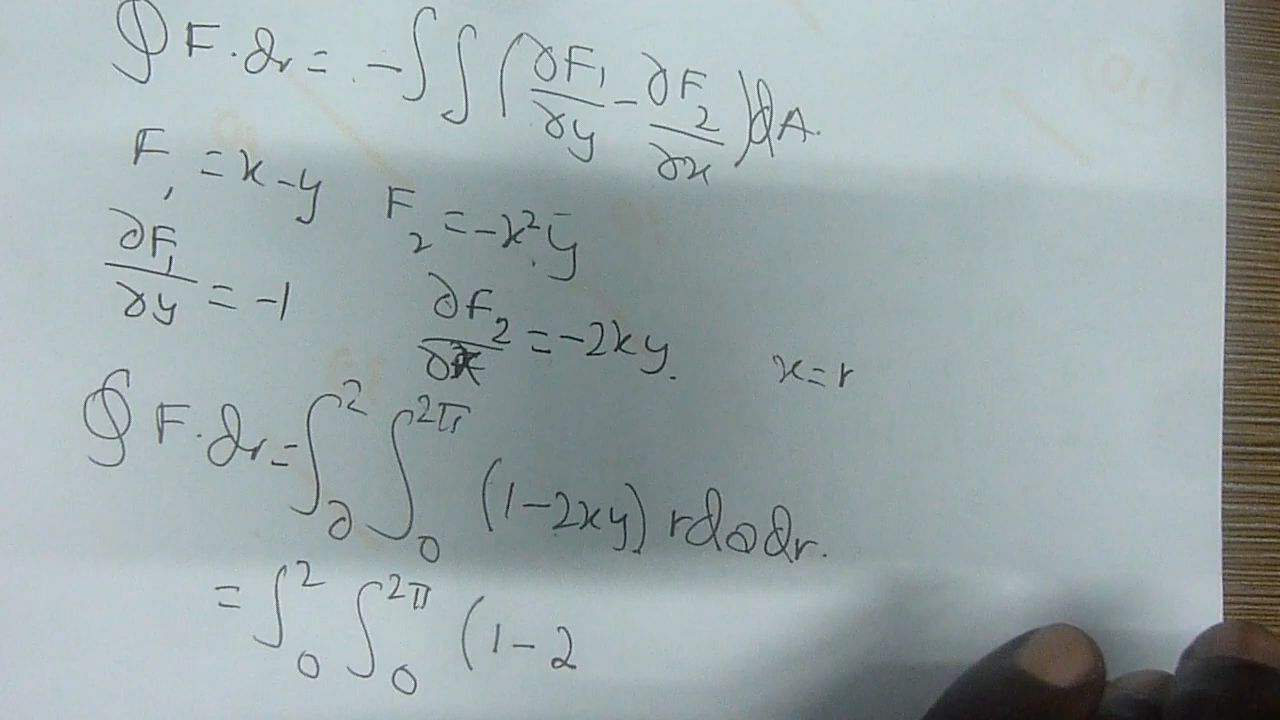 ∮ F. dr = -∫∫ (∂F₁/∂y - ∂F₂/∂x) dA.
F₁ = x - y F₂ = -x²y
∂F₁/∂y = -1 ∂F₂/∂x = -2xy. x = r
∮ F. dr = ∫₀² ∫₀²π (1 - 2xy) r dθ dr.
= ∫₀² ∫₀²π (1 - 2